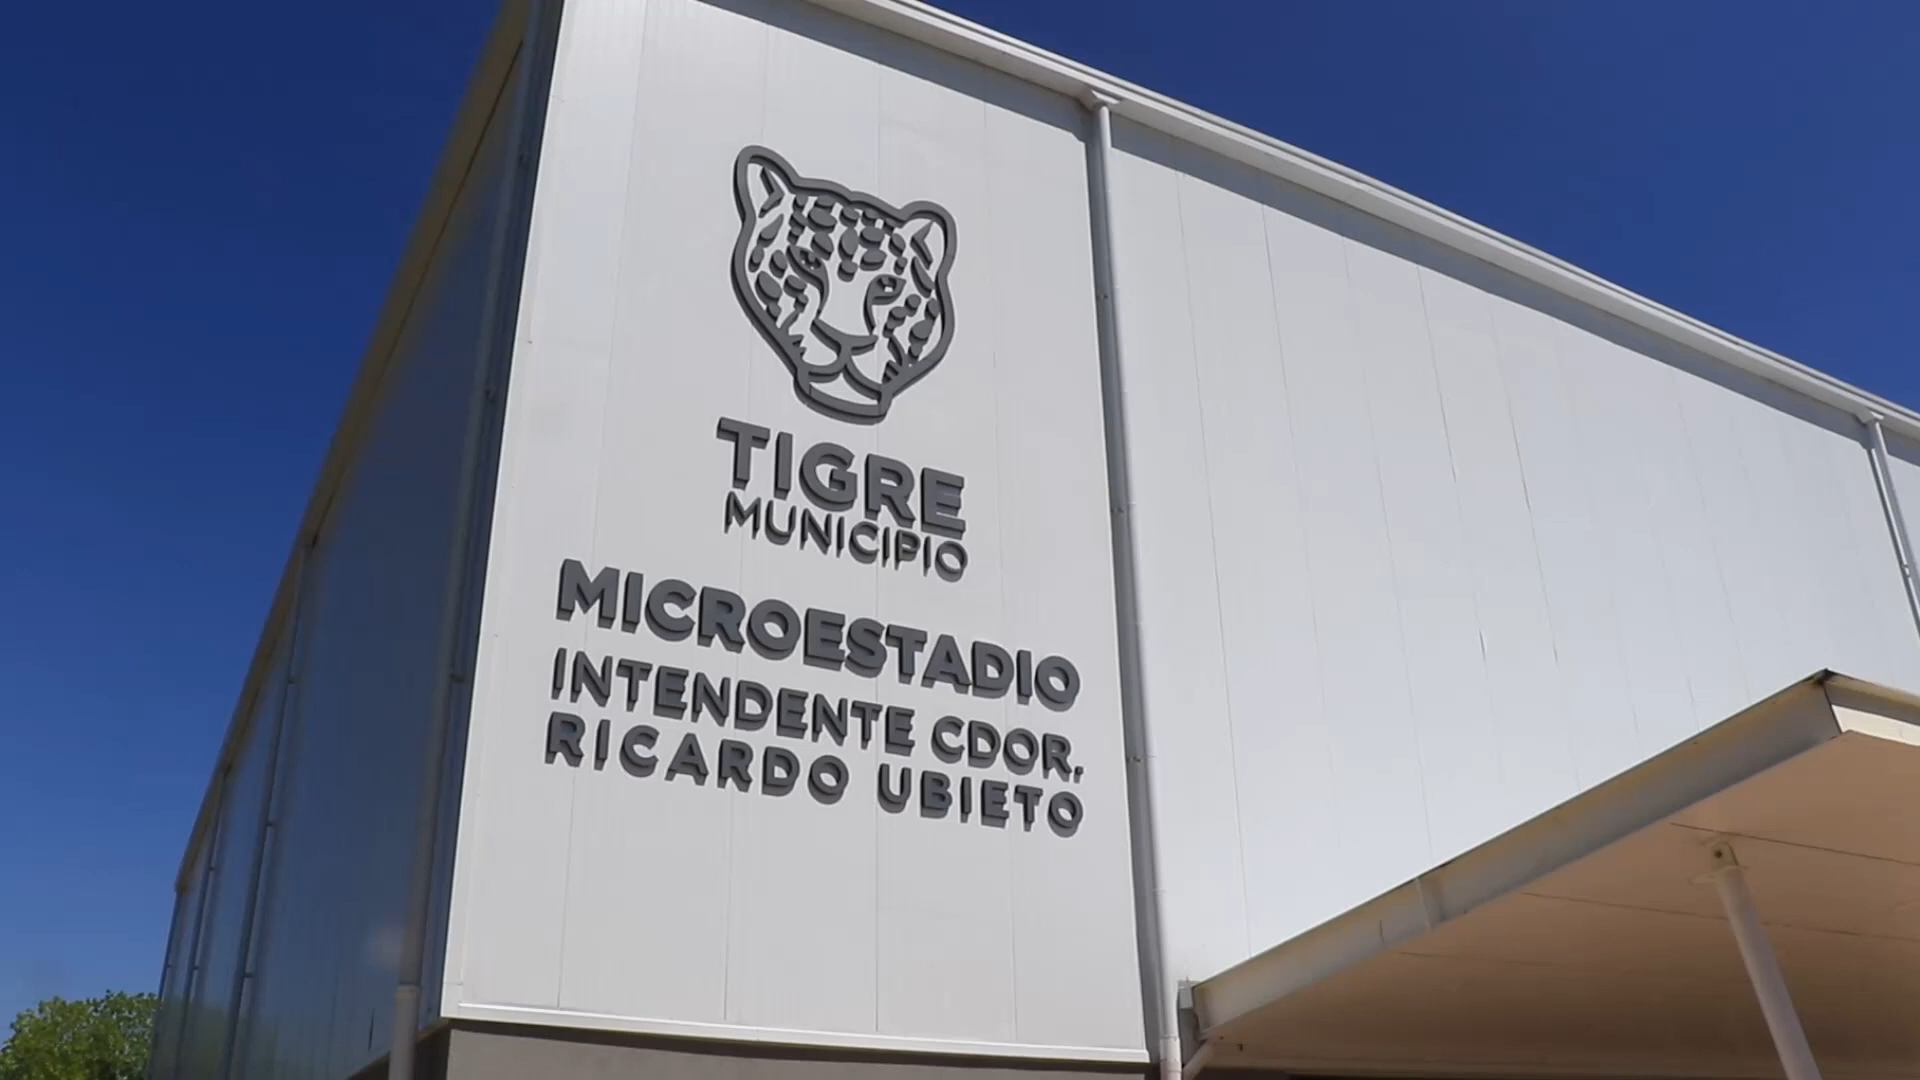 TIGRE
MUNICIPIO
MICROESTADIO
INTENDENTE CDOR.
RICARDO UBIETO